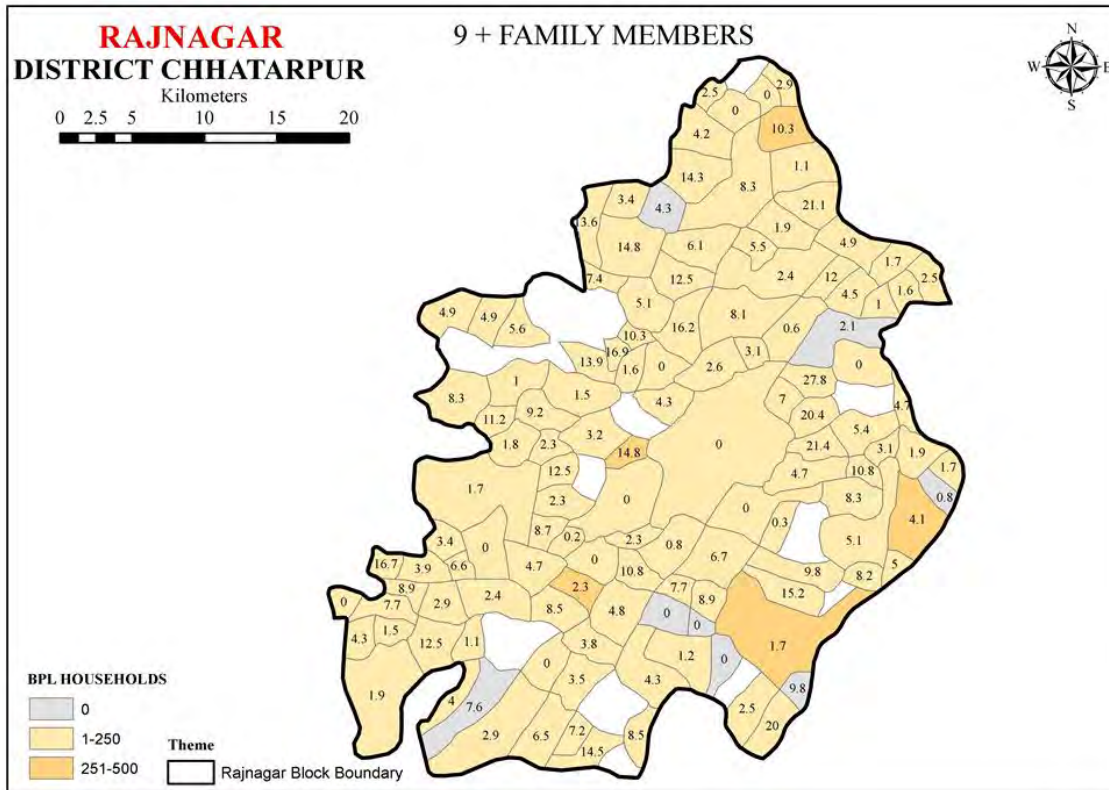 RAJNAGAR
DISTRICT CHHATARPUR
9 + FAMILY MEMBERS
Kilometers
0 2.5 5 10 15 20
N
W E
S
2.5 0 0 2.9
4.2 10.3
14.3 8.3 1.1
3.4 4.3 21.1
13.6 1.9
14.8 6.1 5.5 4.9
7.4 12.5 2.4 12 1.7 2.5
5.1 4.5 1 1.6
4.9 4.9 5.6 10.3 16.2 8.1 0.6 2.1
13.9 16.9 1.6 0 2.6 3.1 0
8.3 1 1.5 4.3 7 27.8 4.7
11.2 9.2 20.4 5.4
1.8 2.3 3.2 14.8 0 21.4 3.1 1.9 1.7
12.5 4.7 10.8 0.8
1.7 2.3 0 0 0.3 8.3 4.1
3.4 0 8.7 0.2 2.3 0.8 6.7 5.1
16.7 3.9 6.6 4.7 0 10.8 9.8 8.2 5
0 8.9 7.7 2.9 2.4 2.3 7.7 8.9 15.2
8.5 4.8 0 0
4.3 1.5 12.5 1.1 3.8 1.7
0 1.2 0
1.9 3.5 4.3 9.8
4 7.6 2.5 20
2.9 6.5 7.2 8.5
14.5
BPL HOUSEHOLDS
0
1-250
251-500
Theme
Rajnagar Block Boundary